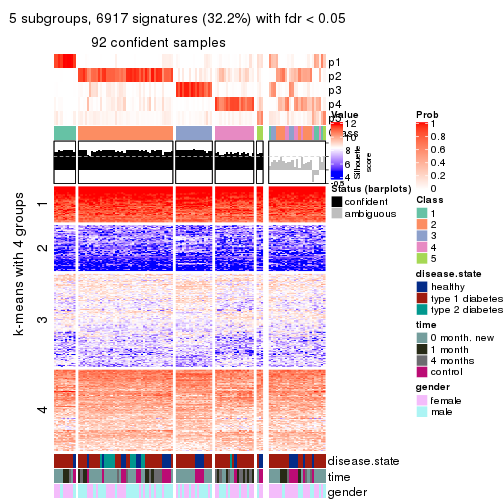 5 subgroups, 6917 signatures (32.2%) with fdr < 0.05
92 confident samples
p1
p2
p3
p4
Class
Silhouette
score
k-means with 4 groups
1
2
3
4
disease.state
time
gender
Value
12
10
8
6
4
Status (barplots)
confident
ambiguous
Prob
1
0.8
0.6
0.4
0.2
0
Class
1
2
3
4
5
disease.state
healthy
type 1 diabetes
type 2 diabetes
time
0 month. new
1 month
4 months
control
gender
female
male